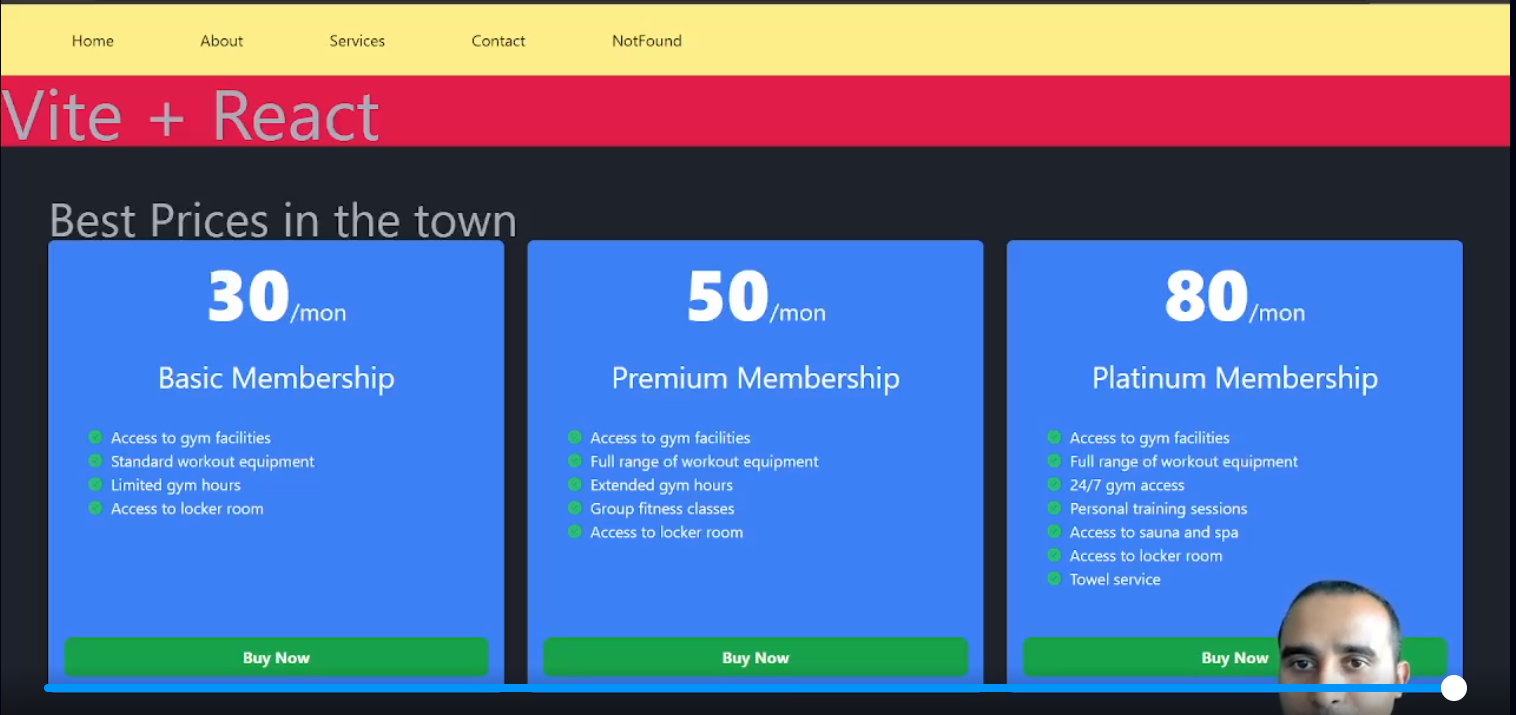 Home About Services Contact NotFound
Vite + React
Best Prices in the town
30/mon
Basic Membership
Access to gym facilities
Standard workout equipment
Limited gym hours
Access to locker room
Buy Now
50/mon
Premium Membership
Access to gym facilities
Full range of workout equipment
Extended gym hours
Group fitness classes
Access to locker room
Buy Now
80/mon
Platinum Membership
Access to gym facilities
Full range of workout equipment
24/7 gym access
Personal training sessions
Access to sauna and spa
Access to locker room
Towel service
Buy Now